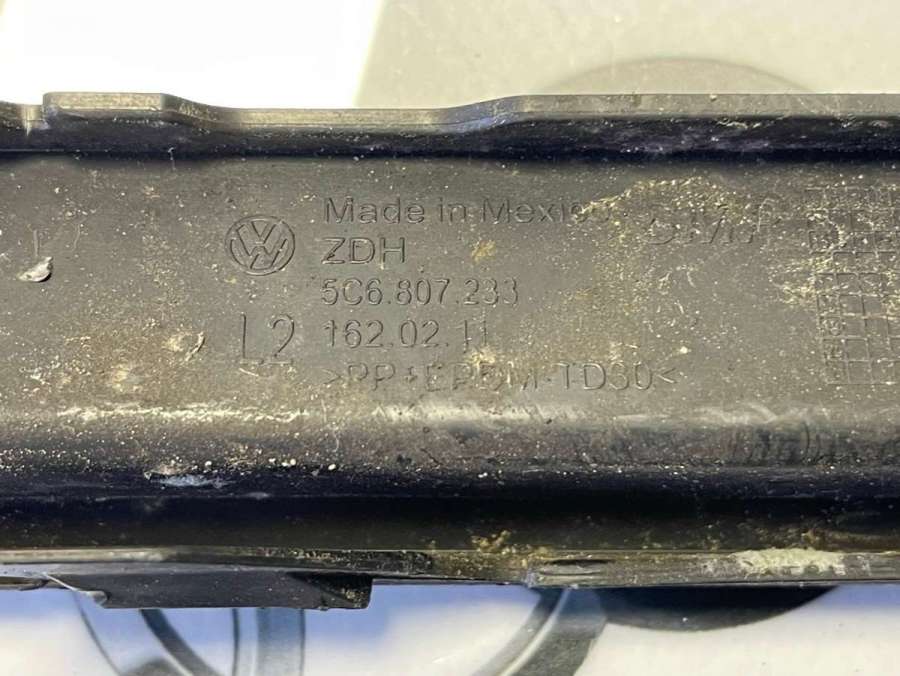 Made in Mexico
ZDH
5C6.807.233
L2
162.02.11
>PP+EPDM-TD30<